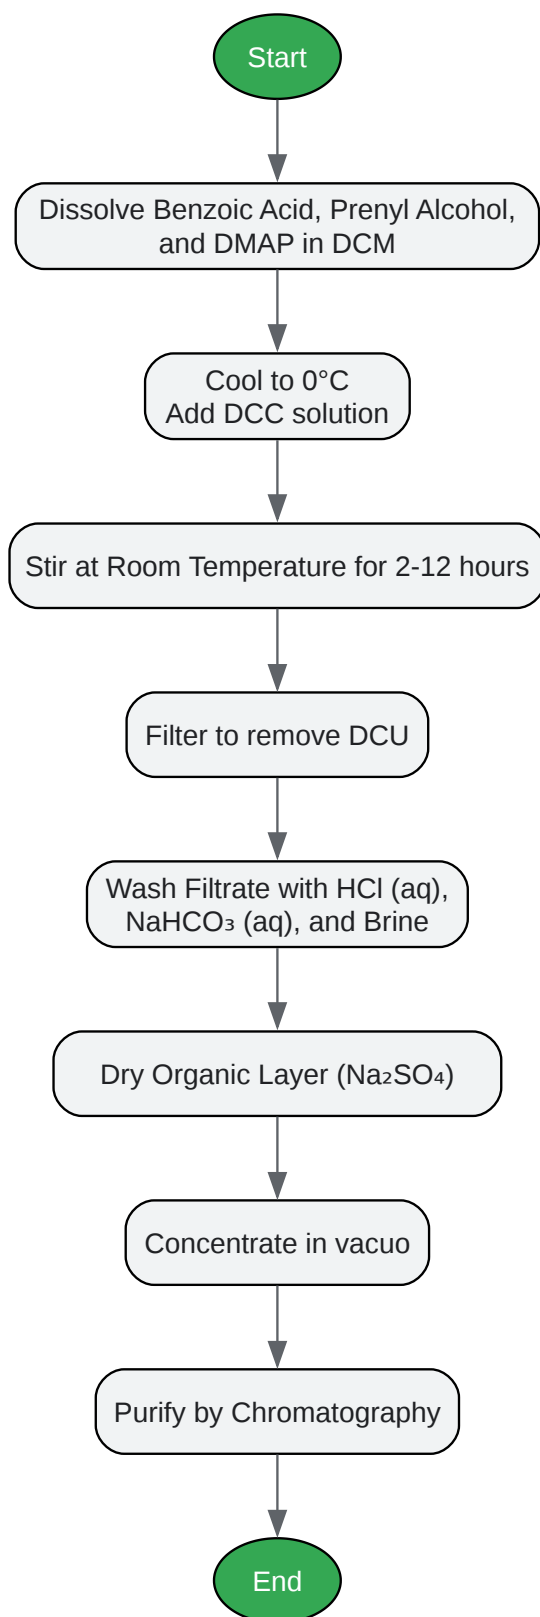 Start
Dissolve Benzoic Acid, Prenyl Alcohol,
and DMAP in DCM
Cool to 0°C
Add DCC solution
Stir at Room Temperature for 2-12 hours
Filter to remove DCU
Wash Filtrate with HCl (aq),
NaHCO₃ (aq), and Brine
Dry Organic Layer (Na₂SO₄)
Concentrate in vacuo
Purify by Chromatography
End